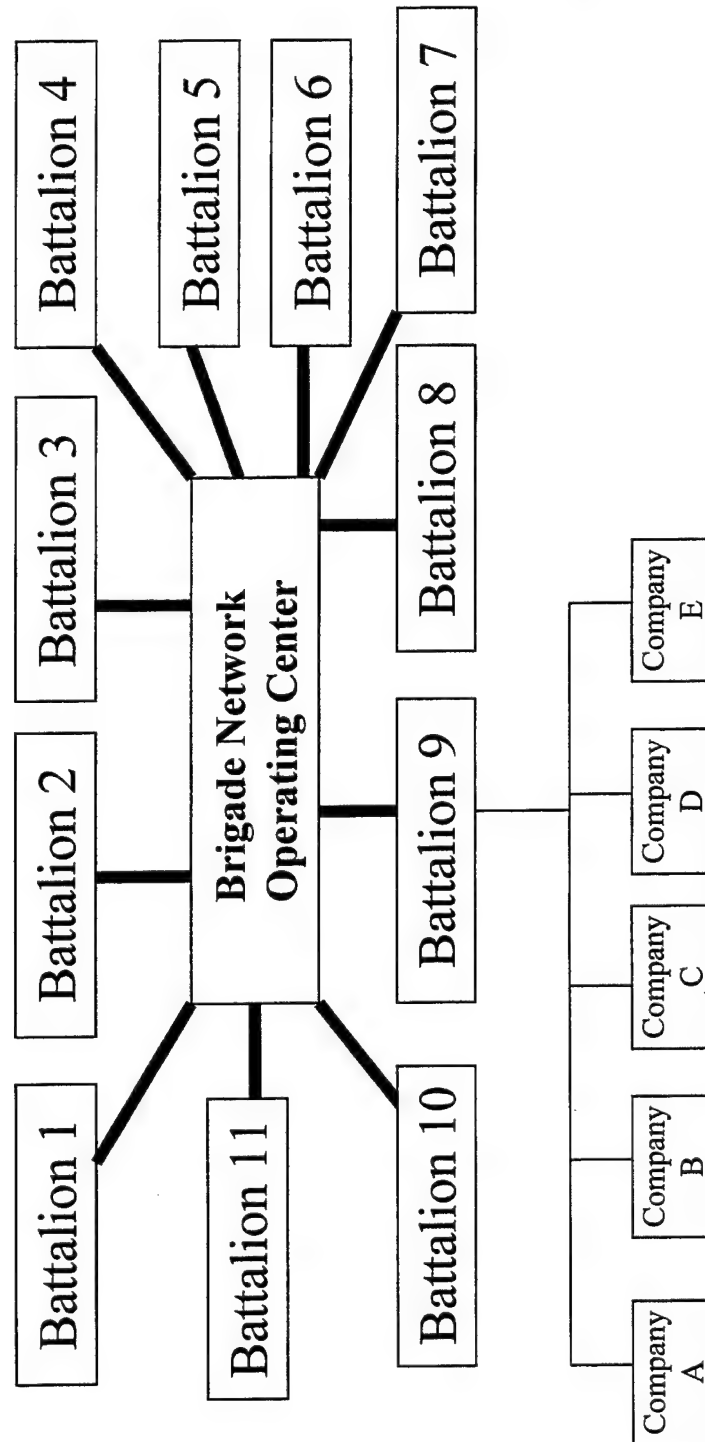 Battalion 1
Battalion 2
Battalion 3
Battalion 4
Battalion 11
Brigade Network
Operating Center
Battalion 5
Battalion 6
Battalion 10
Battalion 9
Battalion 8
Battalion 7
Company
A
Company
B
Company
C
Company
D
Company
E